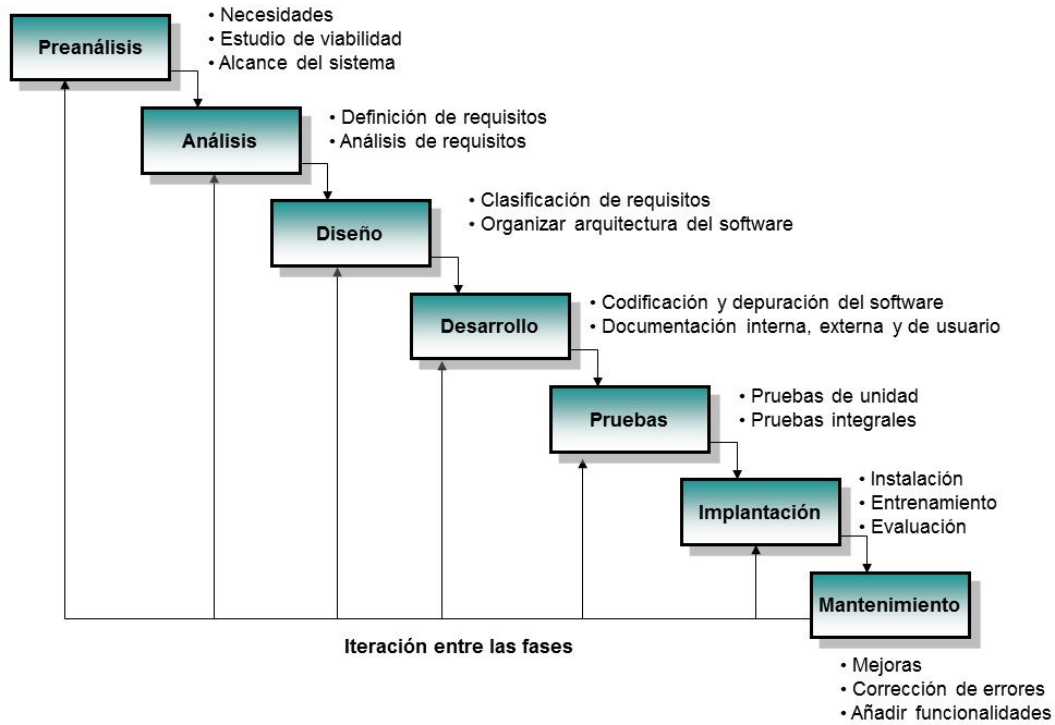 Preanálisis
• Necesidades
• Estudio de viabilidad
• Alcance del sistema
Análisis
• Definición de requisitos
• Análisis de requisitos
Diseño
• Clasificación de requisitos
• Organizar arquitectura del software
Desarrollo
• Codificación y depuración del software
• Documentación interna, externa y de usuario
Pruebas
• Pruebas de unidad
• Pruebas integrales
Implantación
• Instalación
• Entrenamiento
• Evaluación
Mantenimiento
Iteración entre las fases
• Mejoras
• Corrección de errores
• Añadir funcionalidades